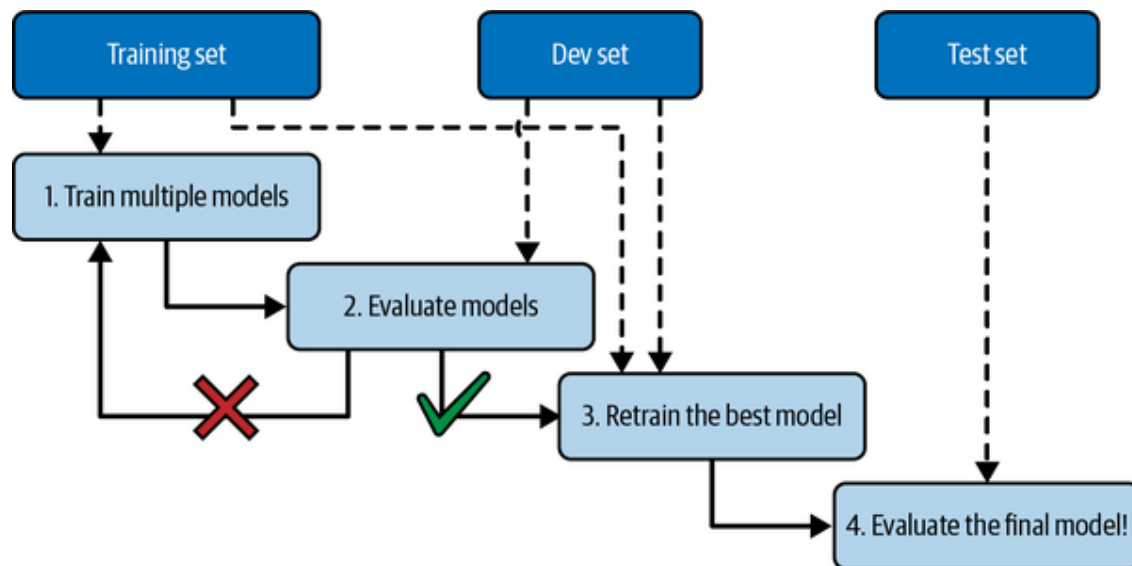 Training set
Dev set
Test set
1. Train multiple models
2. Evaluate models
3. Retrain the best model
4. Evaluate the final model!